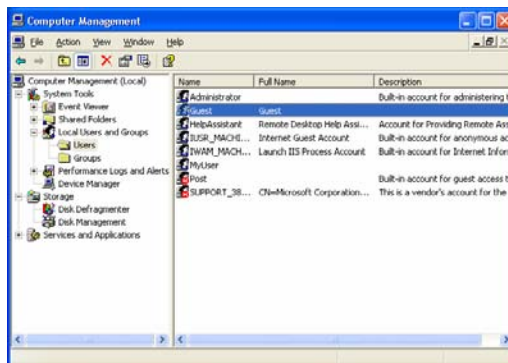 Computer Management
File Action View Window Help
Computer Management (Local)
System Tools
Event Viewer
Shared Folders
Local Users and Groups
Users
Groups
Performance Logs and Alerts
Device Manager
Storage
Disk Defragmenter
Disk Management
Services and Applications
Name Full Name Description
Administrator Built-in account for administering t
Guest Guest
HelpAssistant Remote Desktop Help Assi... Account for Providing Remote Ass
IUSR_MACHI... Internet Guest Account Built-in account for anonymous ac
IWAM_MACH... Launch IIS Process Account Built-in account for Internet Infor
MyUser
Post Built-in account for guest access t
SUPPORT_38... CN=Microsoft Corporation... This is a vendor's account for the